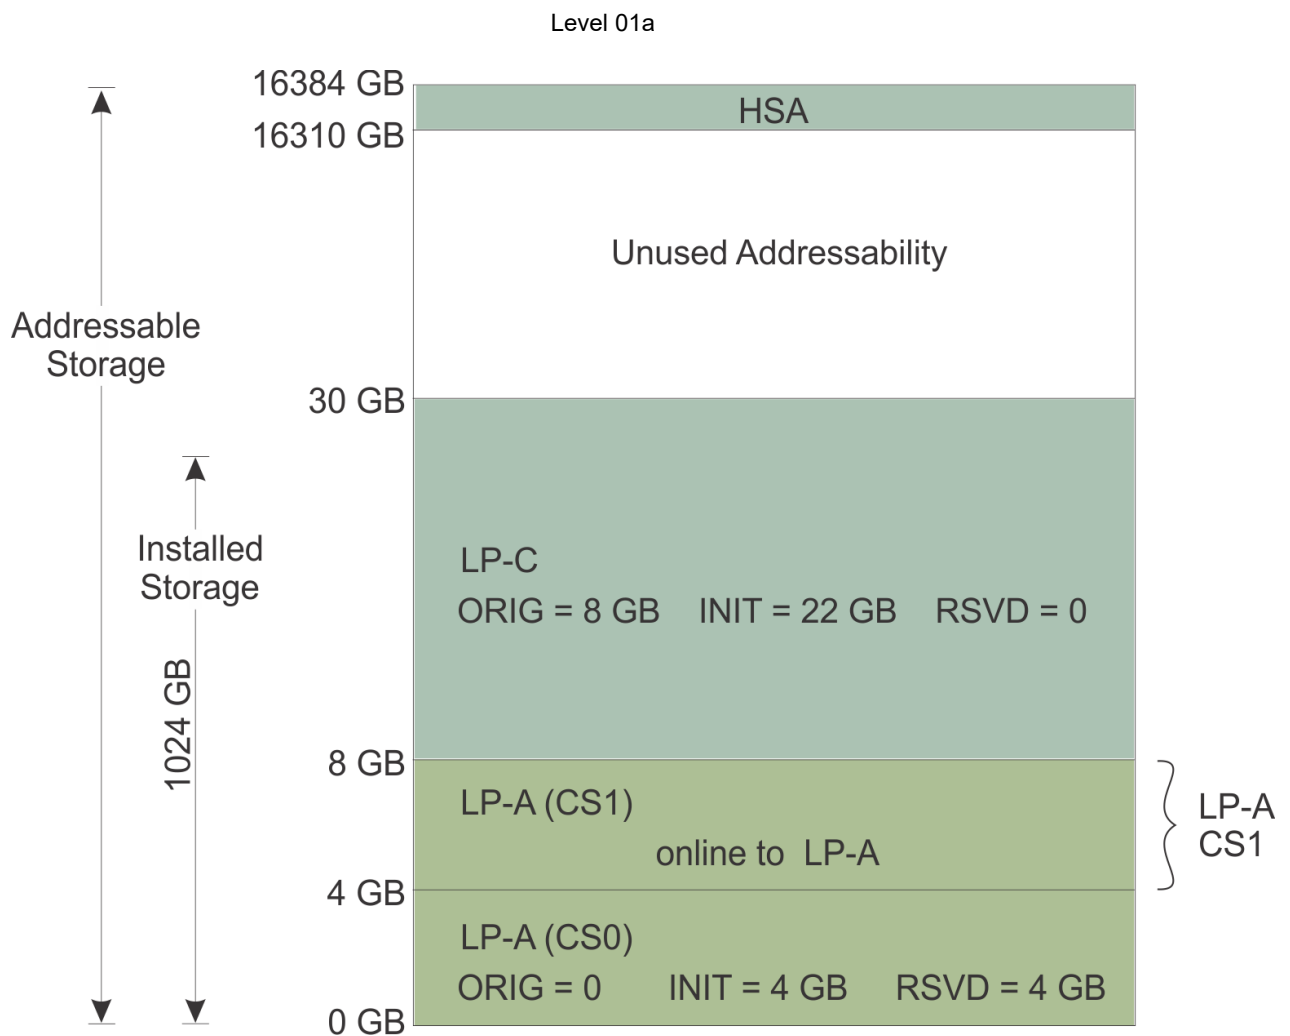 Level 01a
16384 GB
HSA
16310 GB
Unused Addressability
Addressable
Storage
30 GB
Installed
Storage
1024 GB
LP-C
ORIG = 8 GB INIT = 22 GB RSVD = 0
8 GB
LP-A (CS1)
online to LP-A
LP-A
CS1
4 GB
LP-A (CS0)
ORIG = 0 INIT = 4 GB RSVD = 4 GB
0 GB